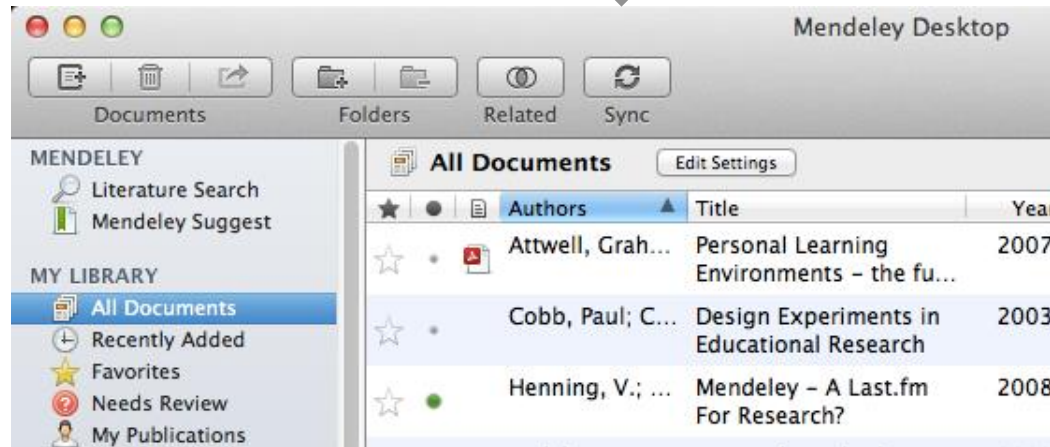 Mendeley Desktop
Documents Folders Related Sync
MENDELEY
Literature Search
Mendeley Suggest
MY LIBRARY
All Documents
Recently Added
Favorites
Needs Review
My Publications
All Documents Edit Settings
Authors Title Year
Attwell, Grah... Personal Learning 2007
Environments – the fu...
Cobb, Paul; C... Design Experiments in 2003
Educational Research
Henning, V.; ... Mendeley – A Last.fm 2008
For Research?